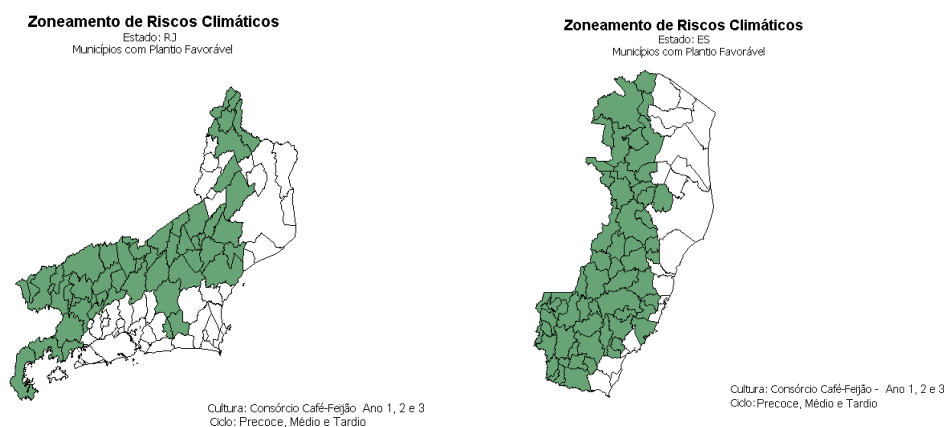 Zoneamento de Riscos Climáticos
Estado: RJ
Municípios com Plantio Favorável
Cultura: Consórcio Café-Feijão Ano 1, 2 e 3
Ciclo: Precoce, Médio e Tardio
Zoneamento de Riscos Climáticos
Estado: ES
Municípios com Plantio Favorável
Cultura: Consórcio Café-Feijão - Ano 1, 2 e 3
Ciclo: Precoce, Médio e Tardio